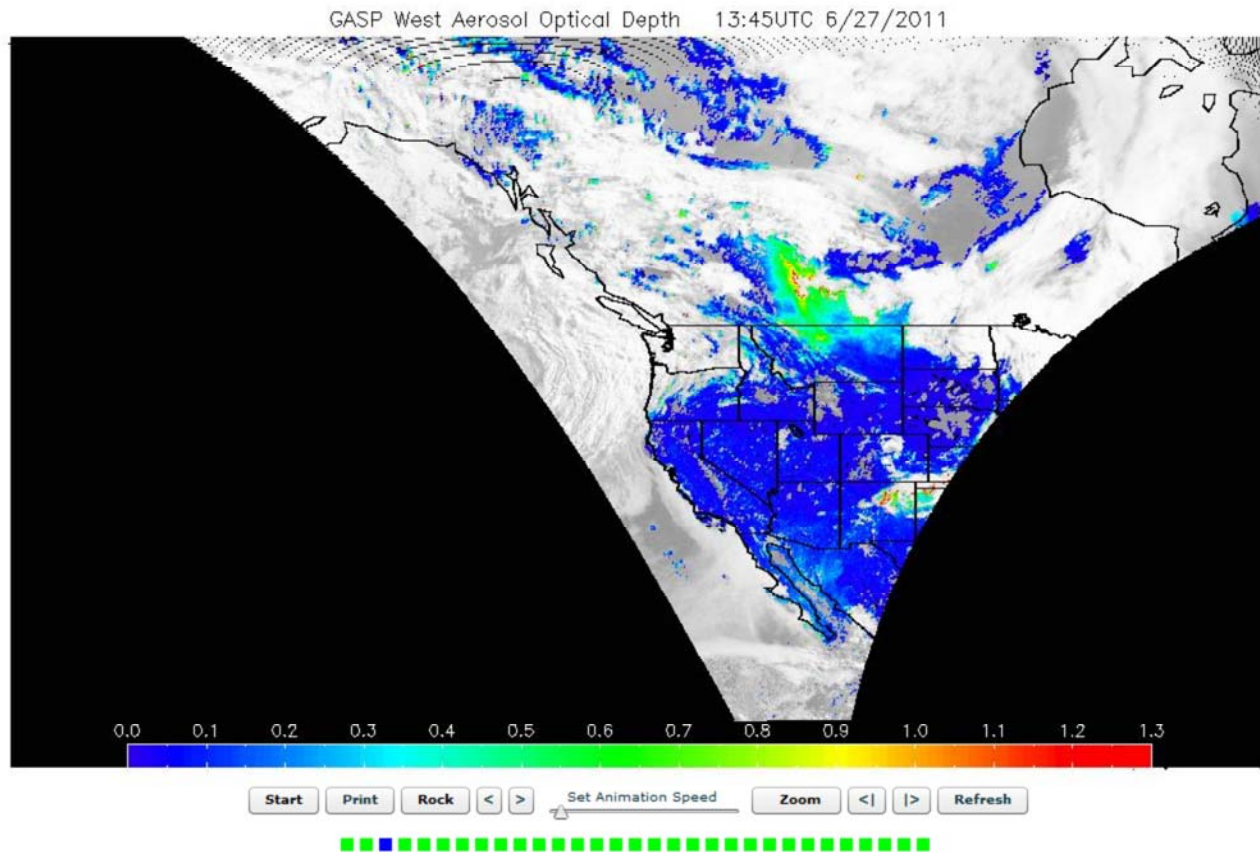 GASP West Aerosol Optical Depth 13:45UTC 6/27/2011
0.0 0.1 0.2 0.3 0.4 0.5 0.6 0.7 0.8 0.9 1.0 1.1 1.2 1.3
Start Print Rock < > Set Animation Speed Zoom <| |> Refresh